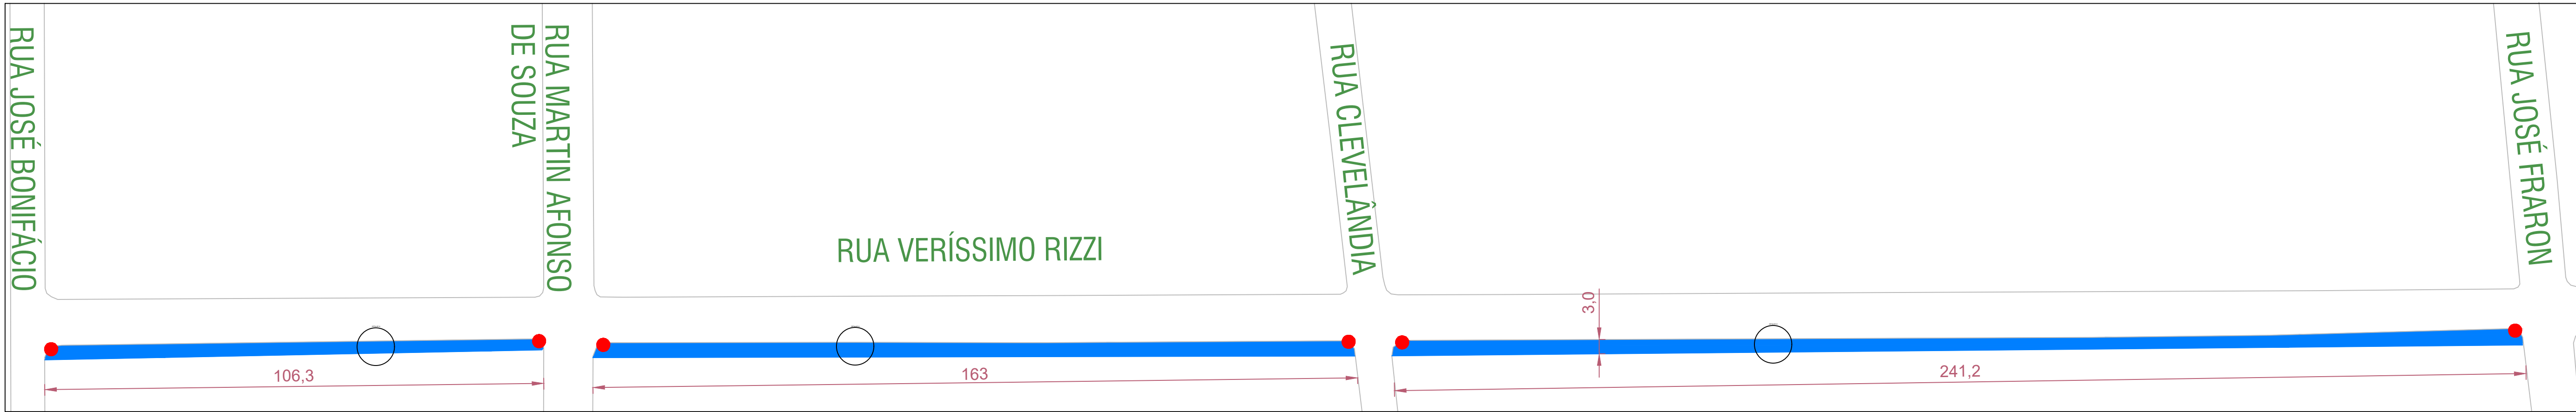 RUA JOSÉ BONIFÁCIO
RUA MARTIN AFONSO
DE SOUZA
RUA VERÍSSIMO RIZZI
RUA CLEVELÂNDIA
RUA JOSÉ FRARON
3,0
106,3
163
241,2